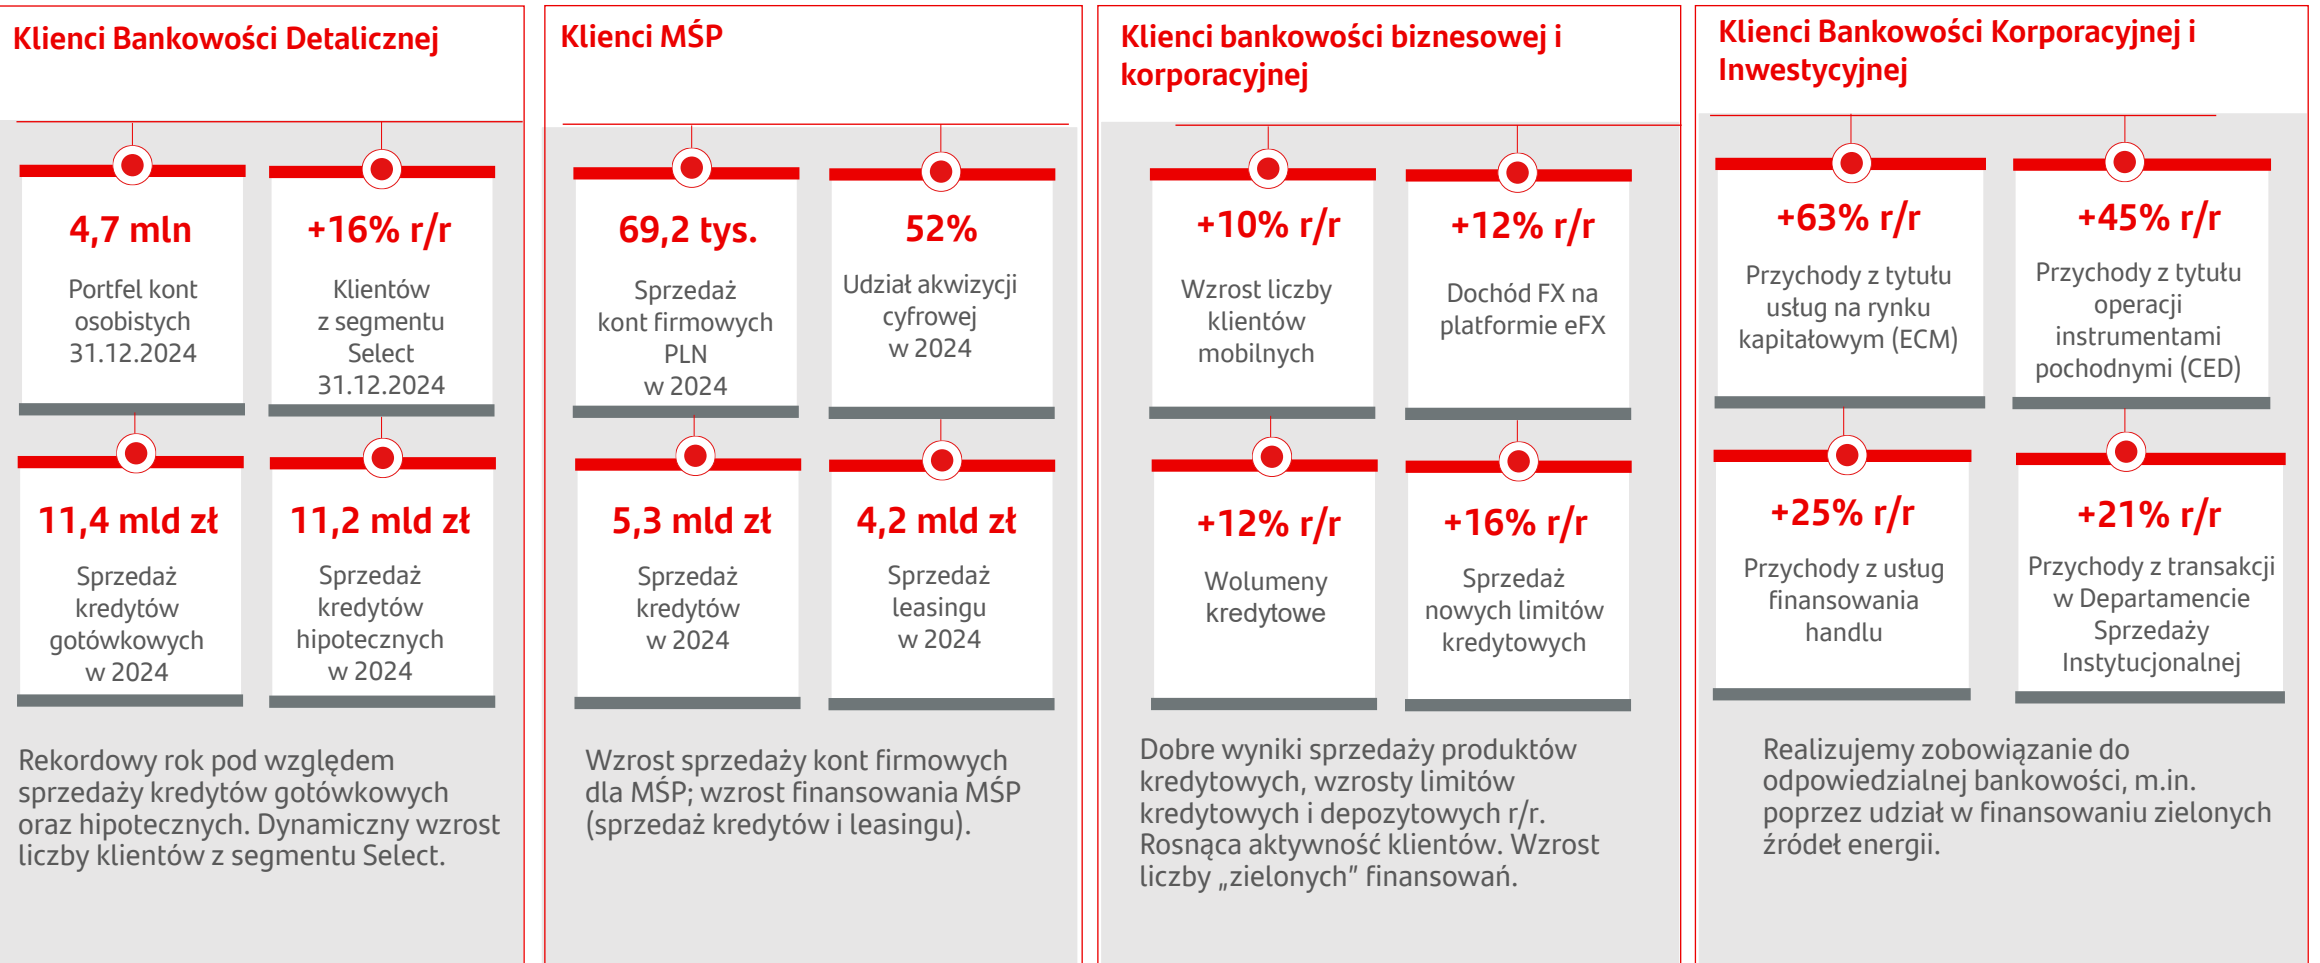 Klienci Bankowości Detalicznej
4,7 mln
Portfel kont
osobistych
31.12.2024
+16% r/r
Klientów
z segmentu
Select
31.12.2024
11,4 mld zł
Sprzedaż
kredytów
gotówkowych
w 2024
11,2 mld zł
Sprzedaż
kredytów
hipotecznych
w 2024
Rekordowy rok pod względem
sprzedaży kredytów gotówkowych
oraz hipotecznych. Dynamiczny wzrost
liczby klientów z segmentu Select.
Klienci MŚP
69,2 tys.
Sprzedaż
kont firmowych
PLN
w 2024
52%
Udział akwizycji
cyfrowej
w 2024
5,3 mld zł
Sprzedaż
kredytów
w 2024
4,2 mld zł
Sprzedaż
leasingu
w 2024
Wzrost sprzedaży kont firmowych
dla MŚP; wzrost finansowania MŚP
(sprzedaż kredytów i leasingu).
Klienci bankowości biznesowej i
korporacyjnej
+10% r/r
Wzrost liczby
klientów
mobilnych
+12% r/r
Dochód FX na
platformie eFX
+12% r/r
Wolumeny
kredytowe
+16% r/r
Sprzedaż
nowych limitów
kredytowych
Dobre wyniki sprzedaży produktów
kredytowych, wzrosty limitów
kredytowych i depozytowych r/r.
Rosnąca aktywność klientów. Wzrost
liczby „zielonych” finansowań.
Klienci Bankowości Korporacyjnej i
Inwestycyjnej
+63% r/r
Przychody z tytułu
usług na rynku
kapitałowym (ECM)
+45% r/r
Przychody z tytułu
operacji
instrumentami
pochodnymi (CED)
+25% r/r
Przychody z usług
finansowania
handlu
+21% r/r
Przychody z transakcji
w Departamencie
Sprzedaży
Instytucjonalnej
Realizujemy zobowiązanie do
odpowiedzialnej bankowości, m.in.
poprzez udział w finansowaniu zielonych
źródeł energii.